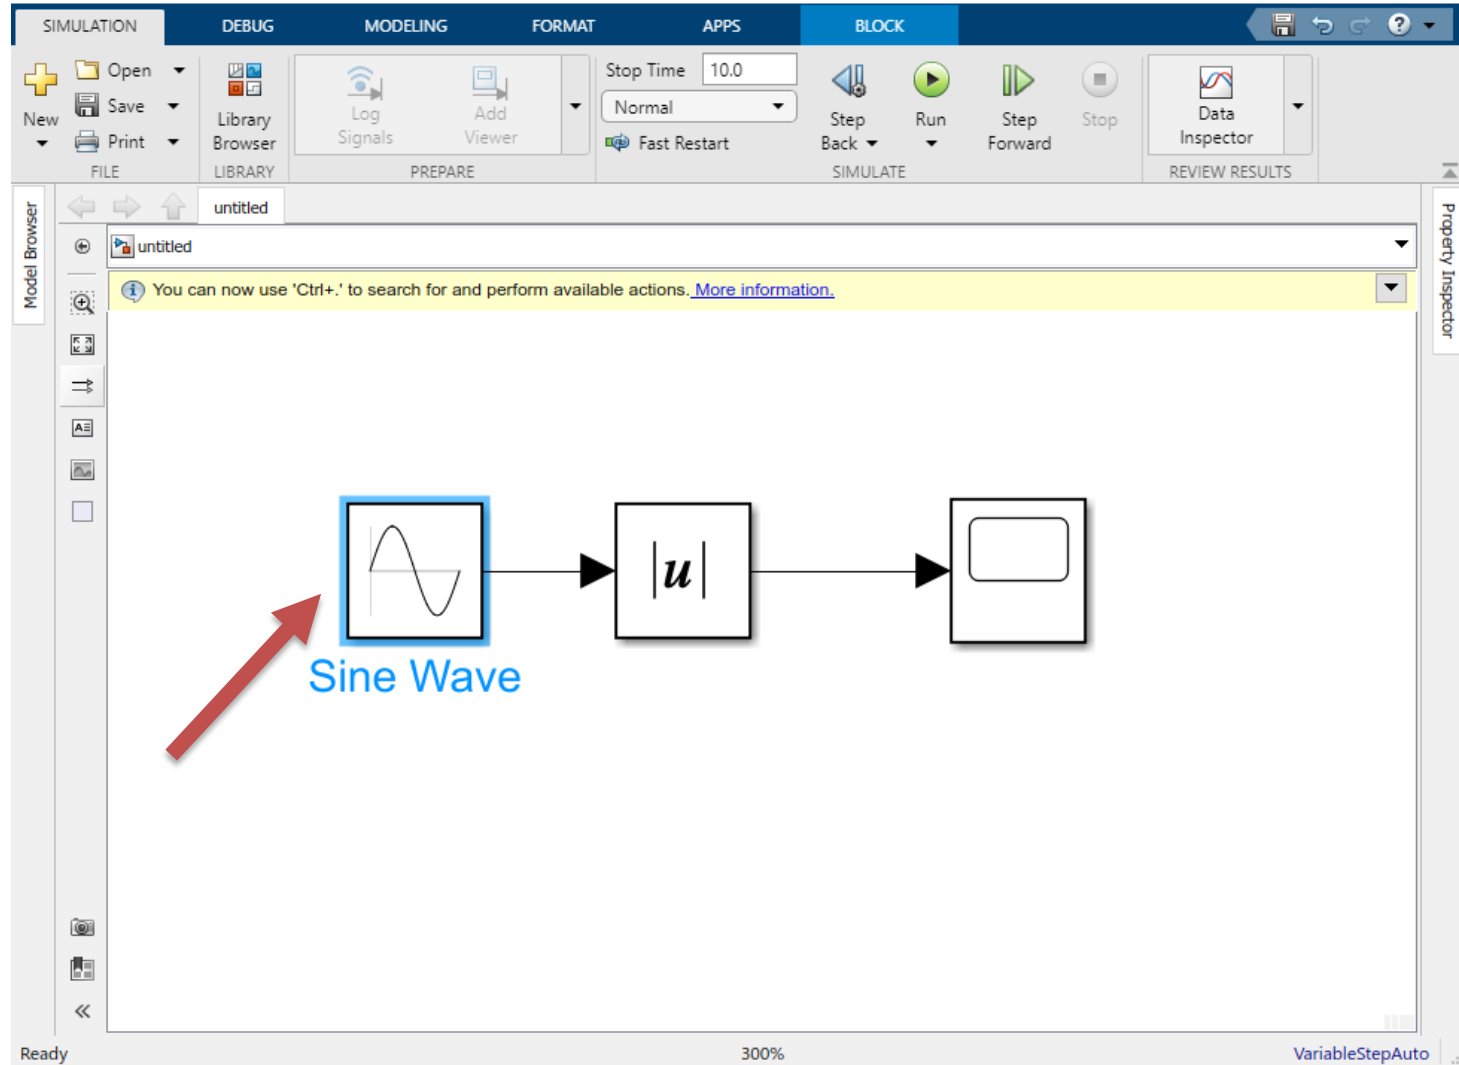 SIMULATION DEBUG MODELING FORMAT APPS BLOCK
New
Open
Save
Print
FILE
Library
Browser
LIBRARY
Log
Signals
Add
Viewer
PREPARE
Stop Time 10.0
Normal
Fast Restart
Step
Back
Run
Step
Forward
Stop
SIMULATE
Data
Inspector
REVIEW RESULTS
Model Browser
untitled
untitled
You can now use 'Ctrl+.' to search for and perform available actions. More information.
Property Inspector
|u|
Sine Wave
Ready 300% VariableStepAuto